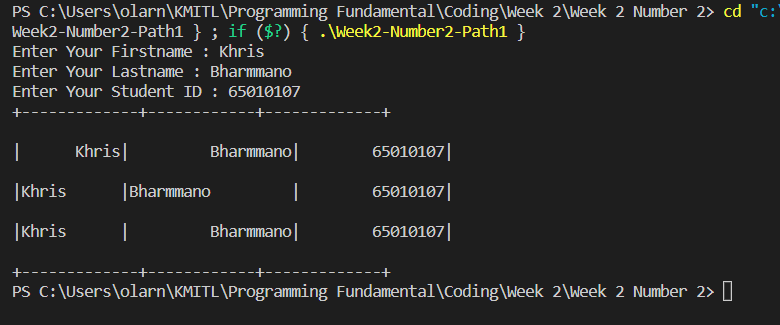 PS C:\Users\olarn\KMITL\Programming Fundamental\Coding\Week 2\Week 2 Number 2> cd "c:\
Week2-Number2-Path1 } ; if ($?) { .\Week2-Number2-Path1 }
Enter Your Firstname : Khris
Enter Your Lastname : Bharmmano
Enter Your Student ID : 65010107
+-------------+------------+-------------+
|      Khris|         Bharmmano|        65010107|
|Khris      |Bharmmano         |        65010107|
|Khris      |         Bharmmano|        65010107|
+-------------+------------+-------------+
PS C:\Users\olarn\KMITL\Programming Fundamental\Coding\Week 2\Week 2 Number 2>